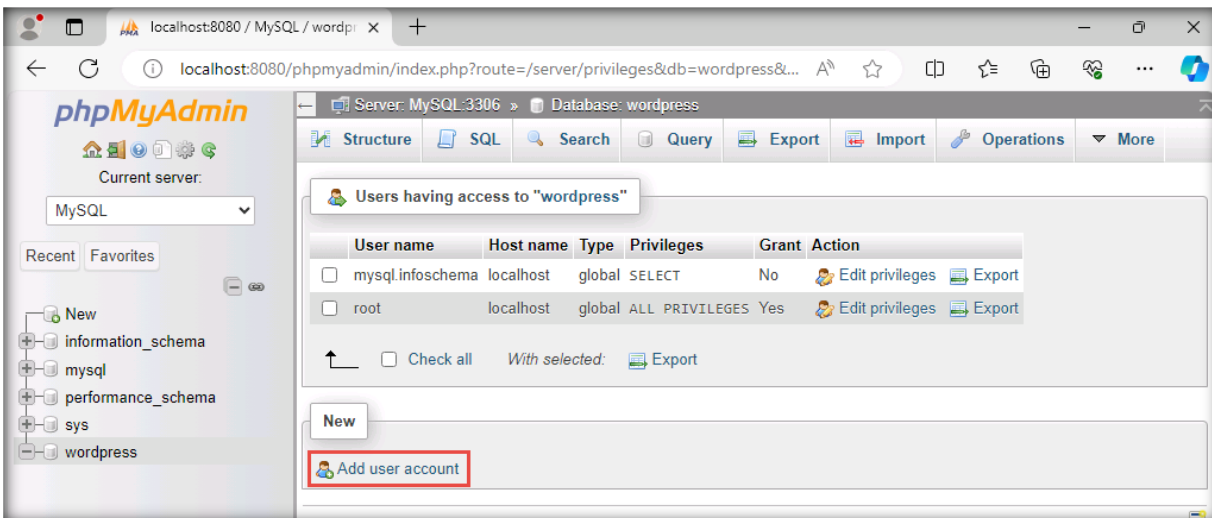 localhost:8080 / MySQL / wordpr
localhost:8080/phpmyadmin/index.php?route=/server/privileges&db=wordpress&...
phpMyAdmin
Current server:
MySQL
Recent Favorites
New
information_schema
mysql
performance_schema
sys
wordpress
Server: MySQL:3306 » Database: wordpress
Structure SQL Search Query Export Import Operations More
Users having access to "wordpress"
User name Host name Type Privileges Grant Action
mysql.infoschema localhost global SELECT No Edit privileges Export
root localhost global ALL PRIVILEGES Yes Edit privileges Export
Check all With selected: Export
New
Add user account